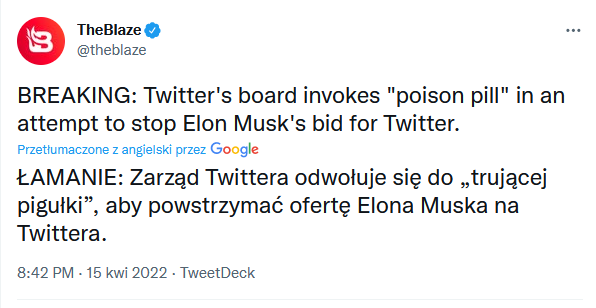 TheBlaze
@theblaze
BREAKING: Twitter's board invokes "poison pill" in an
attempt to stop Elon Musk's bid for Twitter.
Przetłumaczone z angielski przez Google
ŁAMANIE: Zarząd Twittera odwołuje się do „trującej
pigułki”, aby powstrzymać ofertę Elona Muska na
Twittera.
8:42 PM · 15 kwi 2022 · TweetDeck